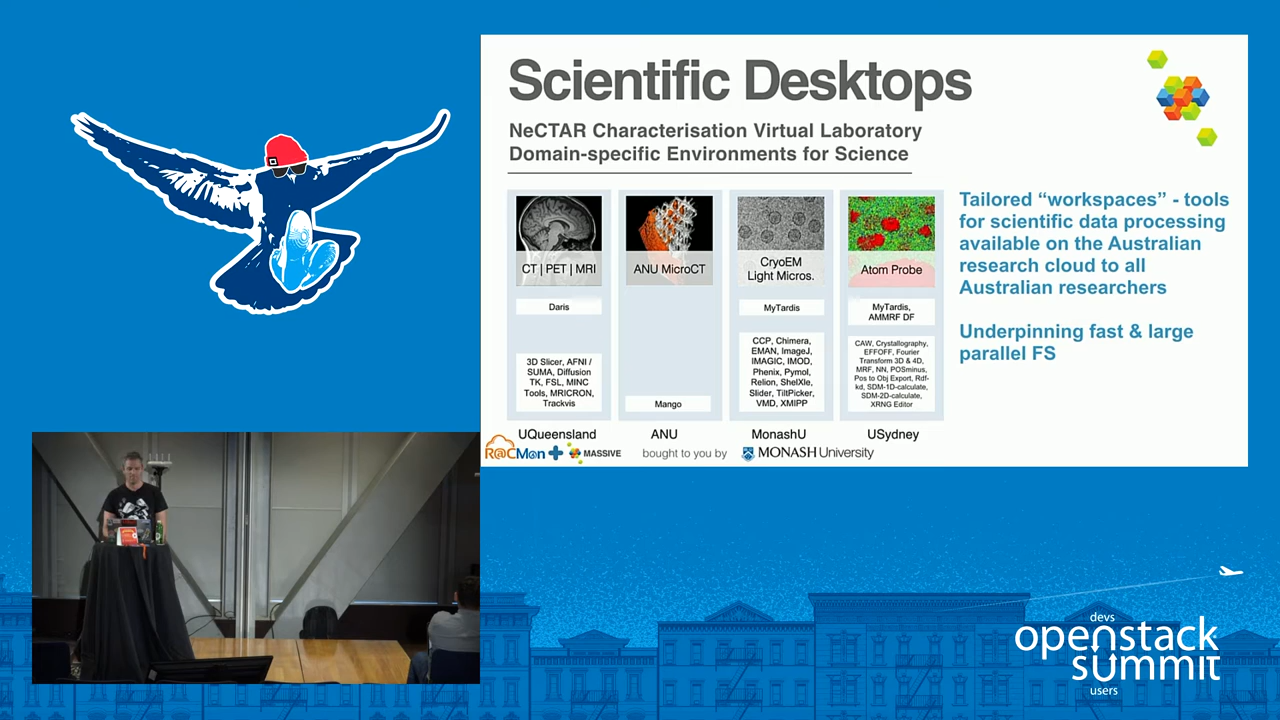 Scientific Desktops
NeCTAR Characterisation Virtual Laboratory
Domain-specific Environments for Science
CT | PET | MRI
Daris
3D Slicer, AFNI /
SUMA, Diffusion
TK, FSL, MINC
Tools, MRICRON,
Trackvis
UQueensland
ANU MicroCT
Mango
ANU
CryoEM
Light Micros.
MyTardis
CCP, Chimera,
EMAN, ImageJ,
IMAGIC, IMOD,
Phenix, Pymol,
Relion, ShelXle,
Slider, TiltPicker,
VMD, XMIPP
MonashU
Atom Probe
MyTardis,
AMMRF DF
CAW, Crystallography,
EFFOFF, Fourier
Transform 3D & 4D,
MRF, NN, POSminus,
Pos to Obj Export, Rdf-
kd, SDM-1D-calculate,
SDM-2D-calculate,
XRNG Editor
USydney
Tailored “workspaces” - tools
for scientific data processing
available on the Australian
research cloud to all
Australian researchers
Underpinning fast & large
parallel FS
R@CMon
MASSIVE
bought to you by
MONASH University
devs
openstack
summit
users